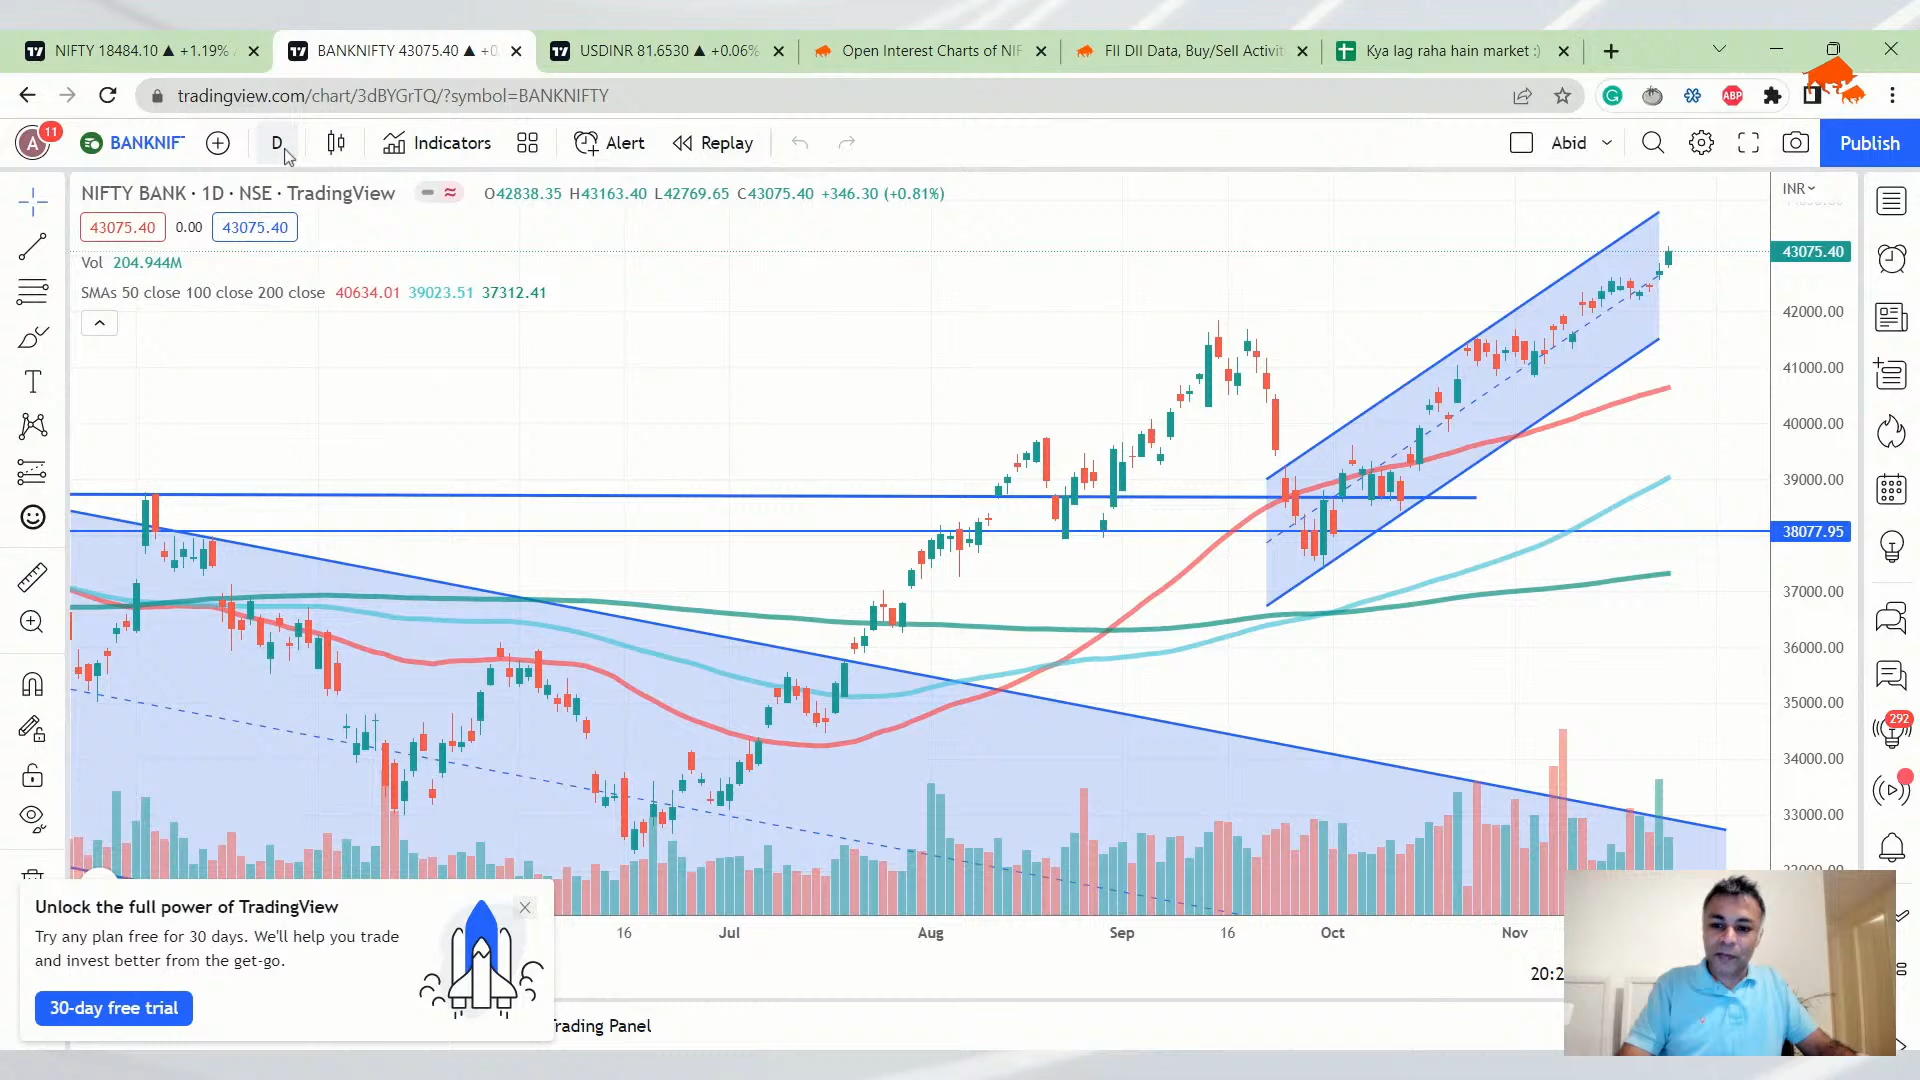 NIFTY 18484.10 ▲ +1.19%
BANKNIFTY 43075.40 ▲ +0.
USDINR 81.6530 ▲ +0.06%
Open Interest Charts of NIF
FII DII Data, Buy/Sell Activit
Kya lag raha hain market :)
tradingview.com/chart/3dBYGrTQ/?symbol=BANKNIFTY
ABP
A
11
BANKNIF
D
Indicators
Alert
Replay
Abid
Publish
NIFTY BANK · 1D · NSE · TradingView
O42838.35 H43163.40 L42769.65 C43075.40 +346.30 (+0.81%)
INR
43075.40
0.00
43075.40
Vol 204.944M
SMAs 50 close 100 close 200 close 40634.01 39023.51 37312.41
43075.40
42000.00
41000.00
40000.00
39000.00
38077.95
37000.00
36000.00
35000.00
34000.00
33000.00
292
Unlock the full power of TradingView
Try any plan free for 30 days. We'll help you trade
and invest better from the get-go.
30-day free trial
16
Jul
Aug
Sep
16
Oct
Nov
20:2
Trading Panel